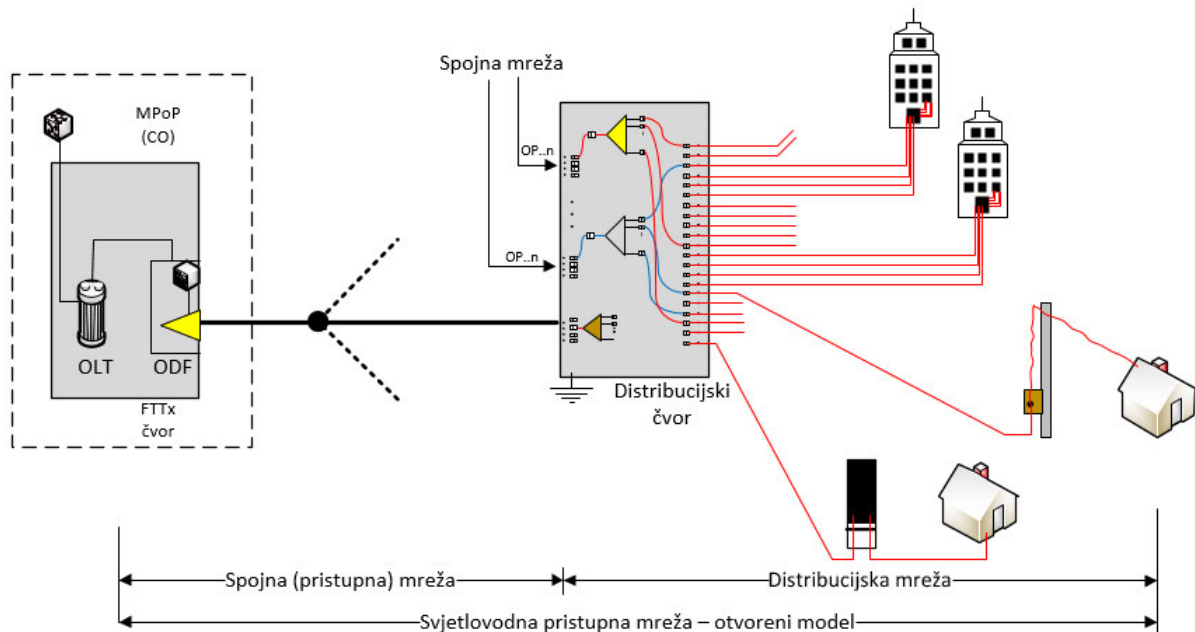 Spojna mreža
MPoP
(CO)
OP..n
OP..n
OLT
ODF
FTTx
čvor
Distribucijski
čvor
Spojna (pristupna) mreža
Distribucijska mreža
Svjetlovodna pristupna mreža – otvoreni model